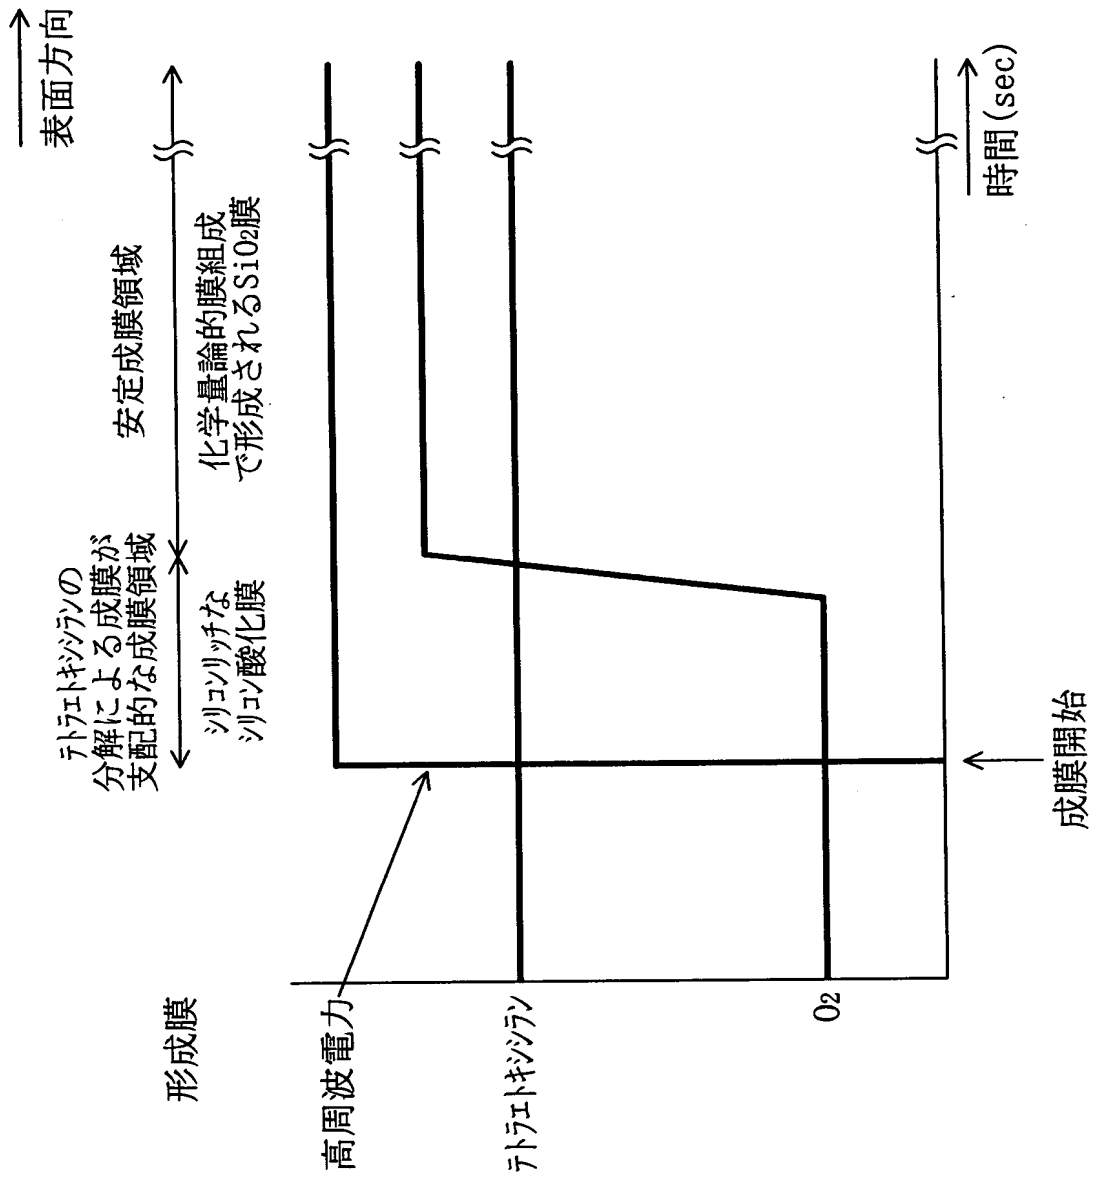 表面方向
形成膜
テトラエトキシシランの
分解による成膜が
支配的な成膜領域
安定成膜領域
シリコンリッチな
シリコン酸化膜
化学量論的膜組成
で形成されるSiO2膜
高周波電力
テトラエトキシシラン
O2
時間(sec)
成膜開始